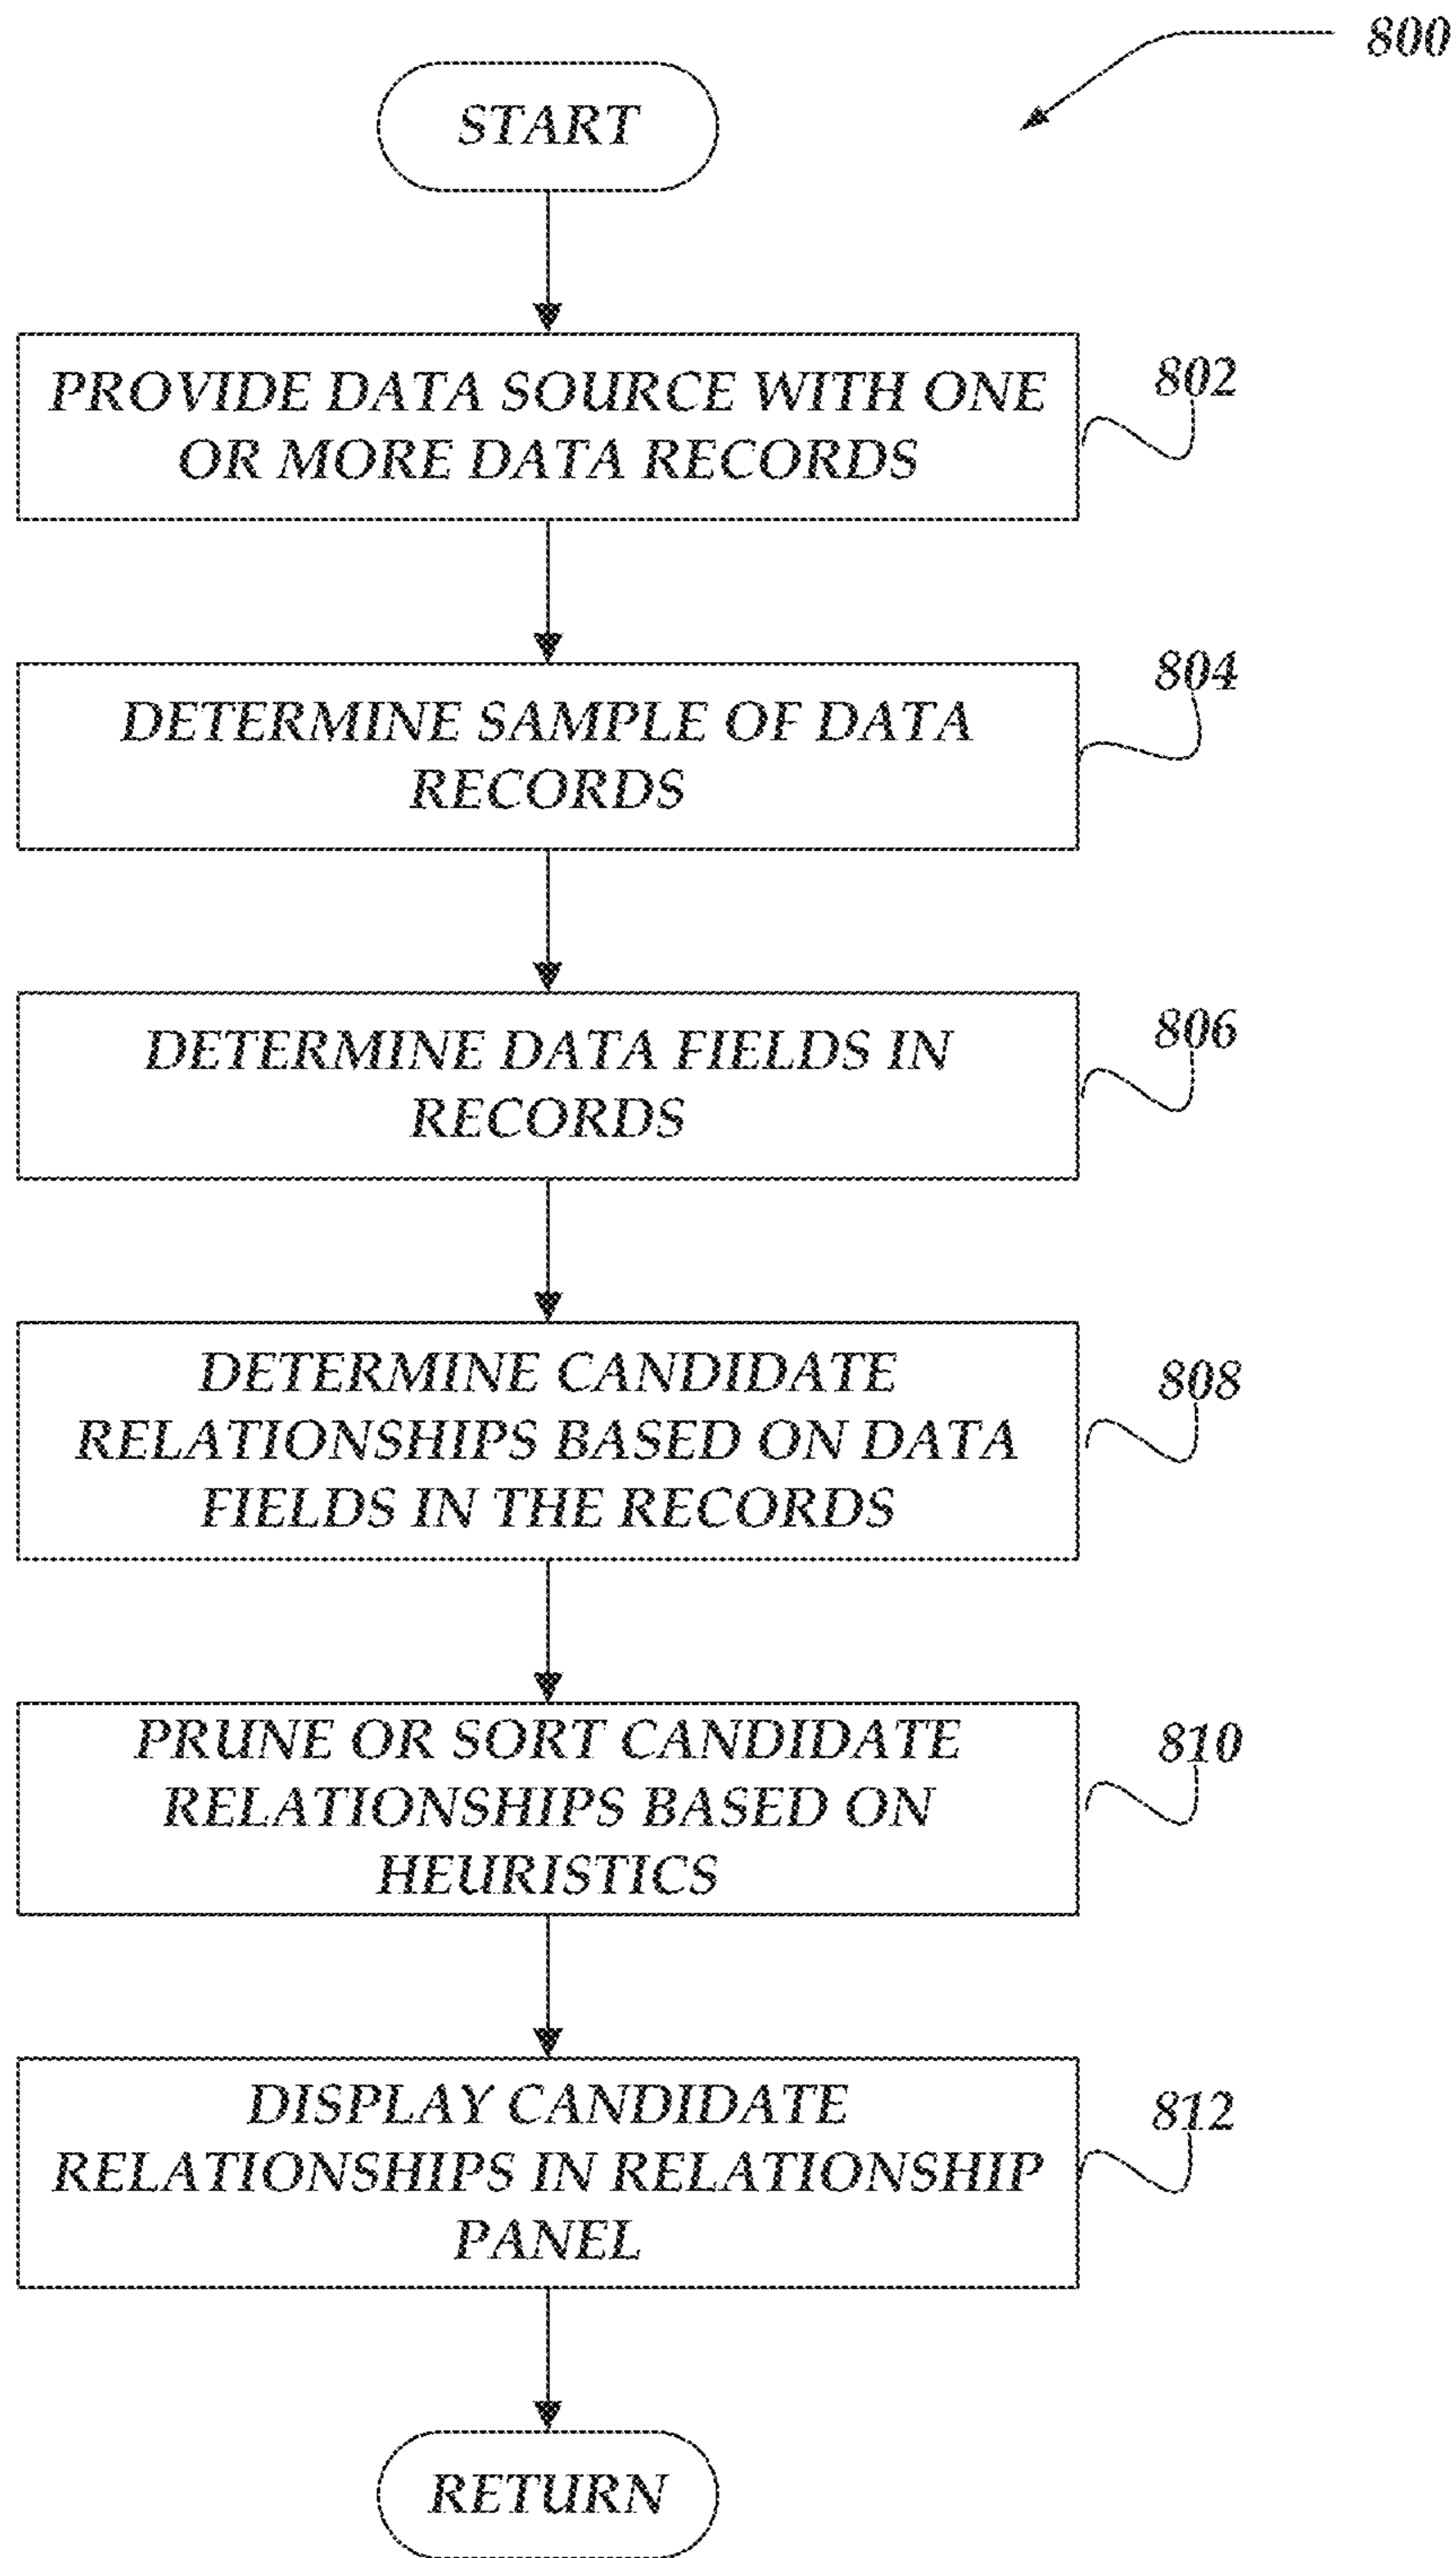 800
START
PROVIDE DATA SOURCE WITH ONE
OR MORE DATA RECORDS
802
DETERMINE SAMPLE OF DATA
RECORDS
804
DETERMINE DATA FIELDS IN
RECORDS
806
DETERMINE CANDIDATE
RELATIONSHIPS BASED ON DATA
FIELDS IN THE RECORDS
808
PRUNE OR SORT CANDIDATE
RELATIONSHIPS BASED ON
HEURISTICS
810
DISPLAY CANDIDATE
RELATIONSHIPS IN RELATIONSHIP
PANEL
812
RETURN